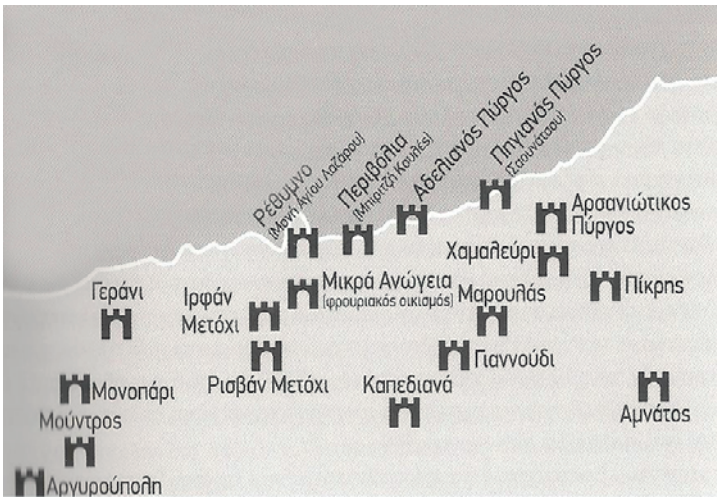 Ρέθυμνο
(Μονή Αγίου Λαζάρου)
Περιβόλια
(Μπιρτζή Κουλές)
Αδελιανός Πύργος
Πηγιανός Πύργος
(Σαουνάτσου)
Αρσανιώτικος
Πύργος
Χαμαλεύρι
Πίκρης
Γεράνι
Ιρφάν
Μετόχι
Μικρά Ανώγεια
(φρουριακός οικισμός)
Μαρουλάς
Ρισβάν Μετόχι
Γιαννούδι
Καπεδιανά
Μονοπάρι
Αμνάτος
Μούντρος
Αργυρούπολη